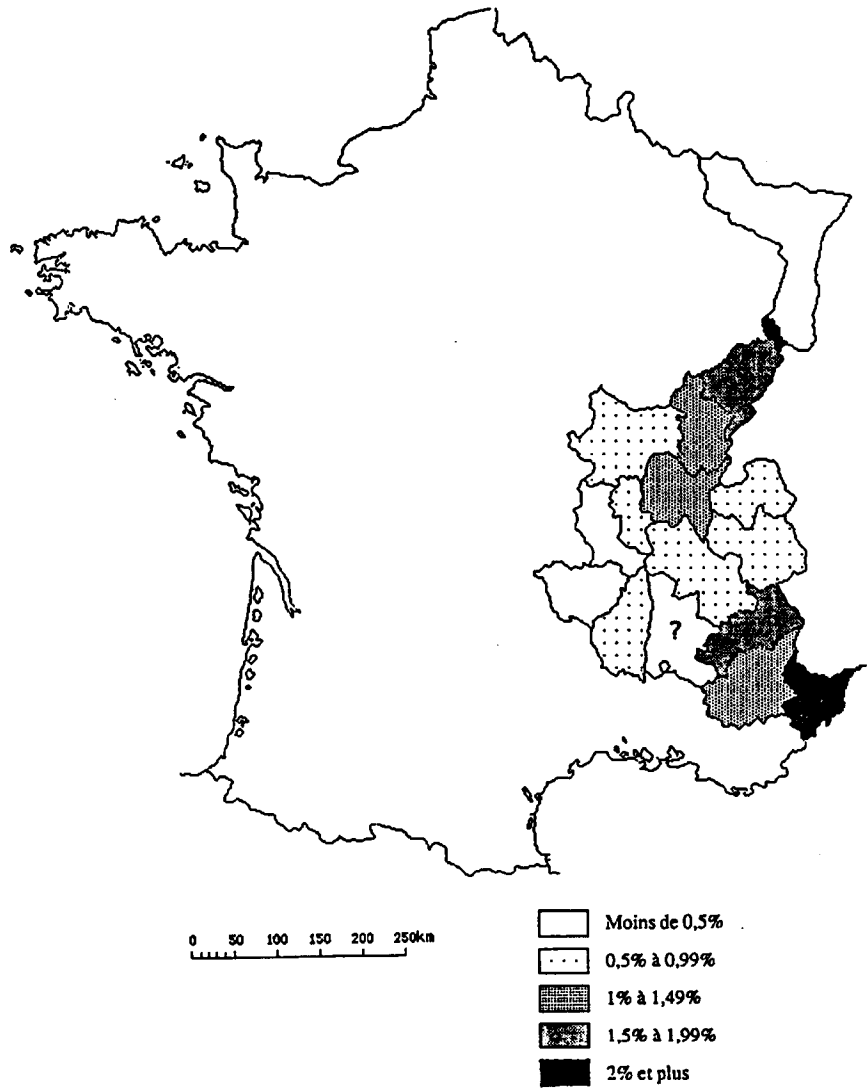 ?
0 50 100 150 200 250km
Moins de 0,5%
0,5% à 0,99%
1% à 1,49%
1,5% à 1,99%
2% et plus